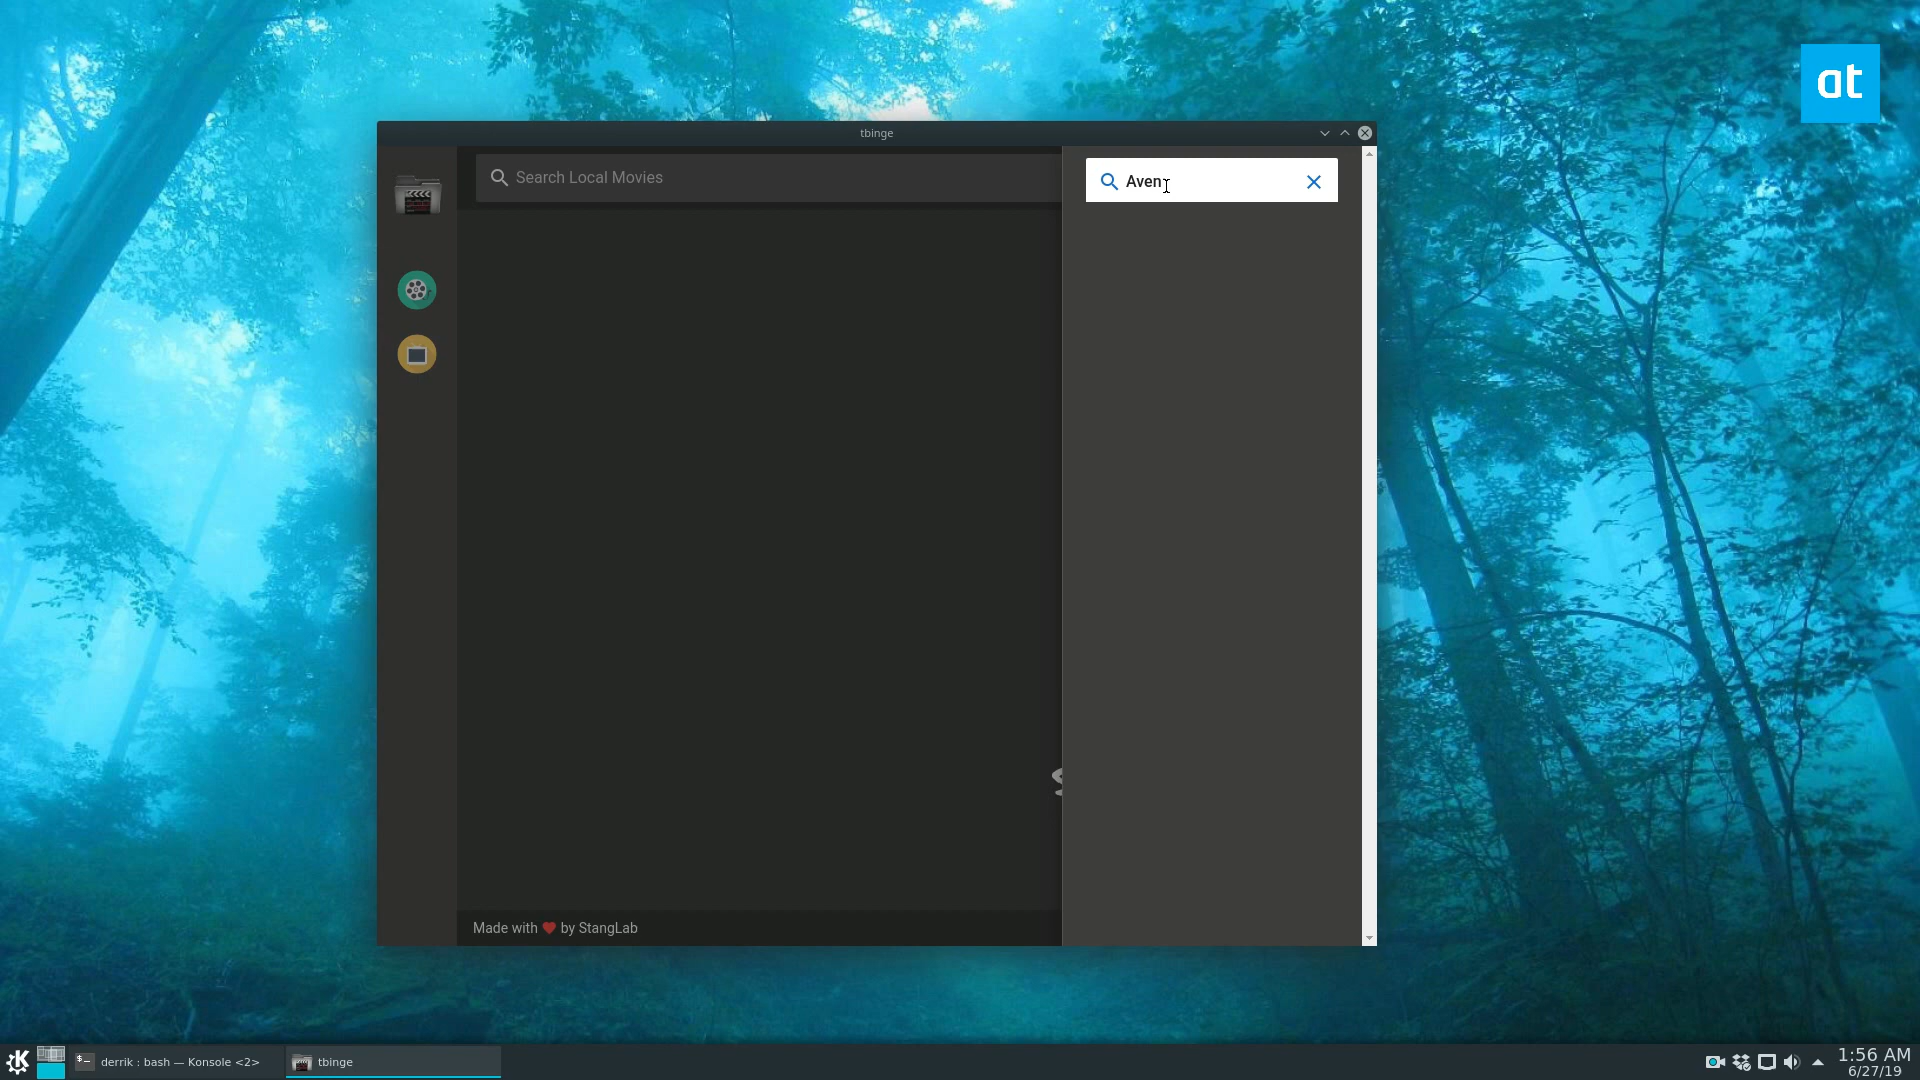 at
tbinge
Search Local Movies
Aven
Made with ❤ by StangLab
derrik : bash — Konsole <2>
tbinge
1:56 AM
6/27/19